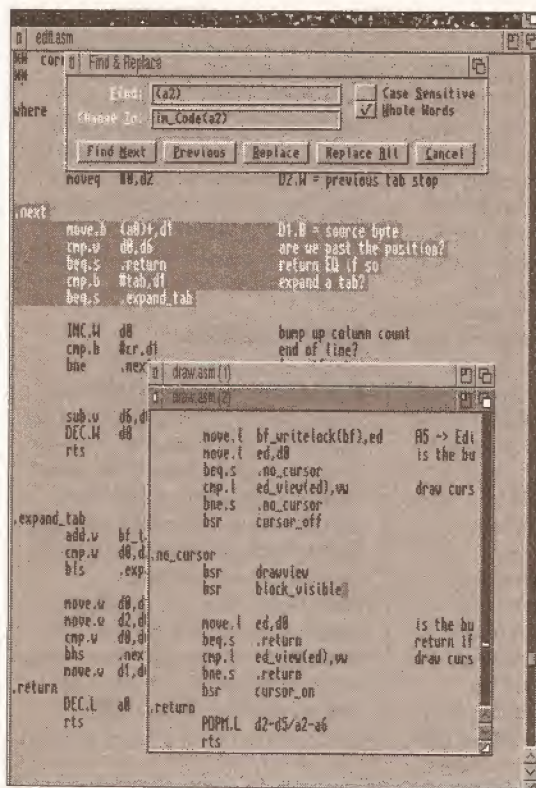 edit.asm
Find & Replace
Find: (a2)
Case Sensitive
Change To: im_Code(a2)
Whole Words
Find Next Previous Replace Replace All Cancel
where
moveq #0,d2 D2.W = previous tab stop
.next
move.b (a0)+,d1 D1.B = source byte
cmp.w d0,d6 are we past the position?
beq.s .return return EQ if so
cmp.b #tab,d1 expand a tab?
beq.s .expand_tab
INC.W d0 bump up column count
cmp.b #cr,d1 end of line?
bne .nex
sub.w d6,d
DEC.W d0
rts
.expand_tab
add.w bf_t
cmp.w d0,d
bls .exp
move.w d0,d
move.w d2,d
cmp.w d0,d
bhs .nex
move.w d1,d
.return
DEC.L a0
rts
draw.asm (1)
draw.asm (2)
move.l bf_writelock(bf),ed A5 -> Edi
move.l ed,d0 is the bu
beq.s .no_cursor
cmp.l ed_view(ed),vw draw curs
bne.s .no_cursor
bsr cursor_off
.no_cursor
bsr drawview
bsr block_visible
move.l ed,d0 is the bu
beq.s .return return if
cmp.l ed_view(ed),vw draw curs
bne.s .return
bsr cursor_on
.return
POPM.L d2-d5/a2-a6
rts